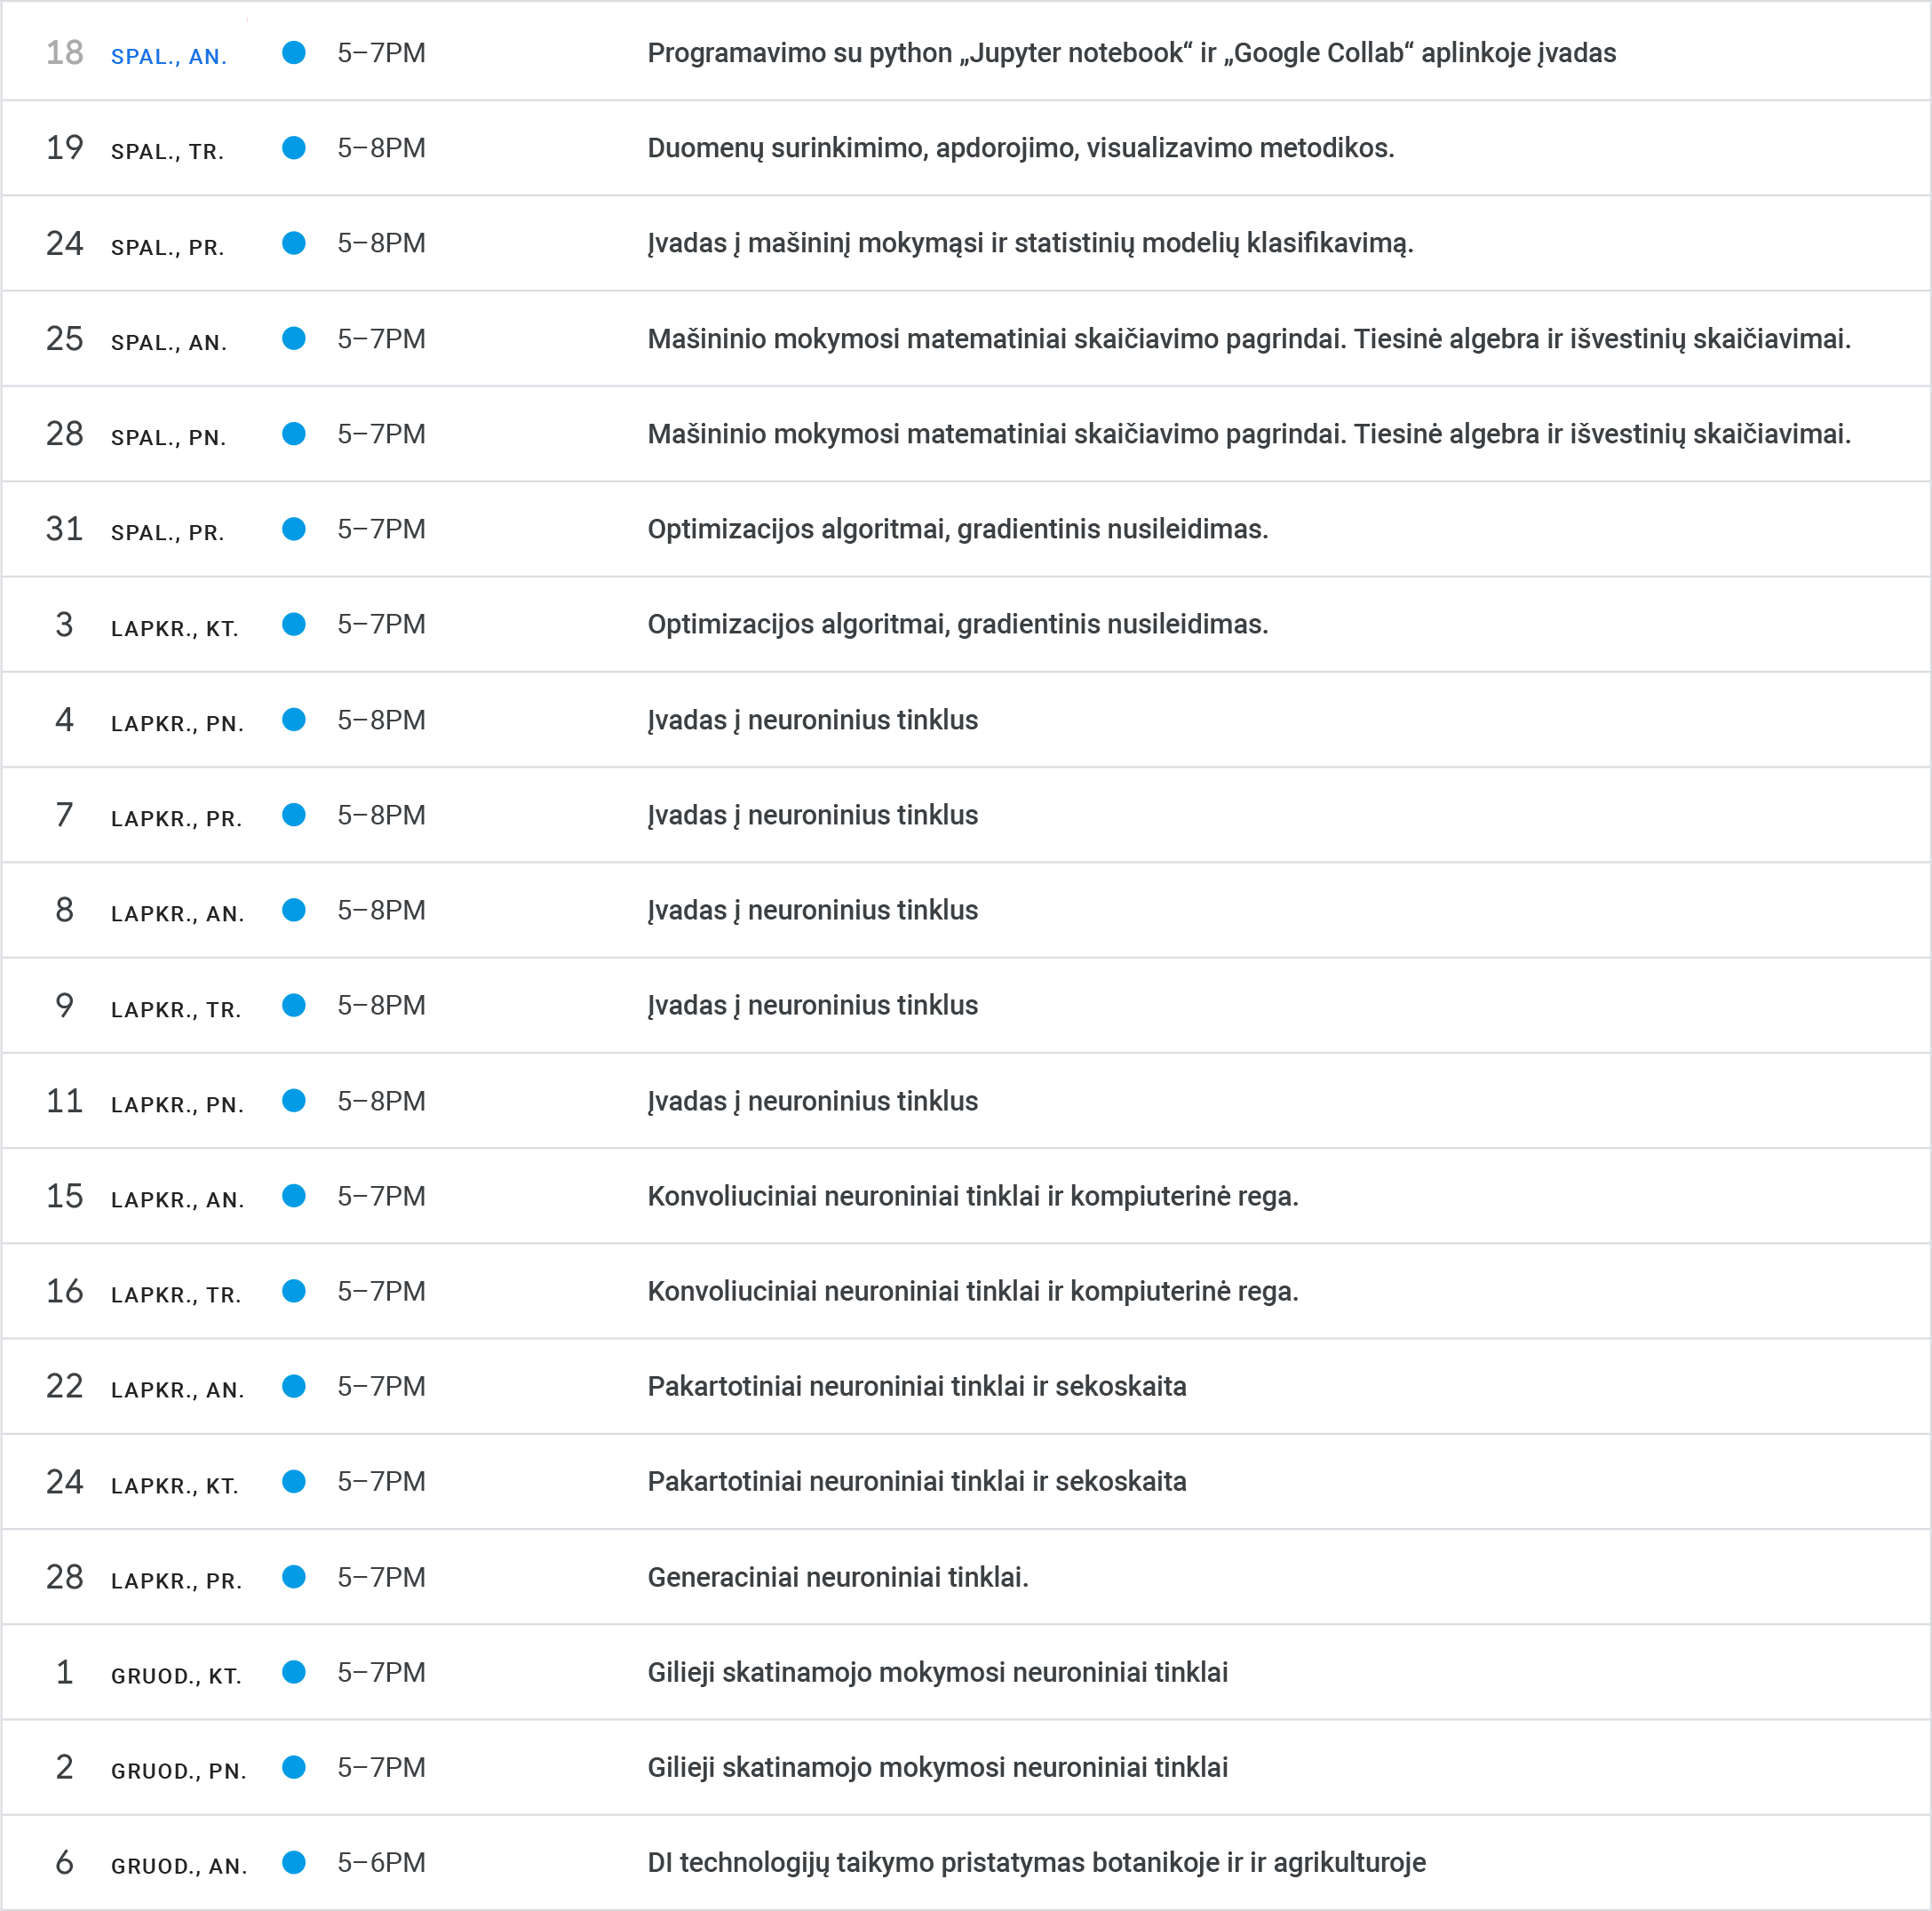 18 SPAL., AN. 5–7PM Programavimo su python „Jupyter notebook“ ir „Google Collab“ aplinkoje įvadas
19 SPAL., TR. 5–8PM Duomenų surinkimimo, apdorojimo, visualizavimo metodikos.
24 SPAL., PR. 5–8PM Įvadas į mašininį mokymąsi ir statistinių modelių klasifikavimą.
25 SPAL., AN. 5–7PM Mašininio mokymosi matematiniai skaičiavimo pagrindai. Tiesinė algebra ir išvestinių skaičiavimai.
28 SPAL., PN. 5–7PM Mašininio mokymosi matematiniai skaičiavimo pagrindai. Tiesinė algebra ir išvestinių skaičiavimai.
31 SPAL., PR. 5–7PM Optimizacijos algoritmai, gradientinis nusileidimas.
3 LAPKR., KT. 5–7PM Optimizacijos algoritmai, gradientinis nusileidimas.
4 LAPKR., PN. 5–8PM Įvadas į neuroninius tinklus
7 LAPKR., PR. 5–8PM Įvadas į neuroninius tinklus
8 LAPKR., AN. 5–8PM Įvadas į neuroninius tinklus
9 LAPKR., TR. 5–8PM Įvadas į neuroninius tinklus
11 LAPKR., PN. 5–8PM Įvadas į neuroninius tinklus
15 LAPKR., AN. 5–7PM Konvoliuciniai neuroniniai tinklai ir kompiuterinė rega.
16 LAPKR., TR. 5–7PM Konvoliuciniai neuroniniai tinklai ir kompiuterinė rega.
22 LAPKR., AN. 5–7PM Pakartotiniai neuroniniai tinklai ir sekoskaita
24 LAPKR., KT. 5–7PM Pakartotiniai neuroniniai tinklai ir sekoskaita
28 LAPKR., PR. 5–7PM Generaciniai neuroniniai tinklai.
1 GRUOD., KT. 5–7PM Gilieji skatinamojo mokymosi neuroniniai tinklai
2 GRUOD., PN. 5–7PM Gilieji skatinamojo mokymosi neuroniniai tinklai
6 GRUOD., AN. 5–6PM DI technologijų taikymo pristatymas botanikoje ir ir agrikulturoje